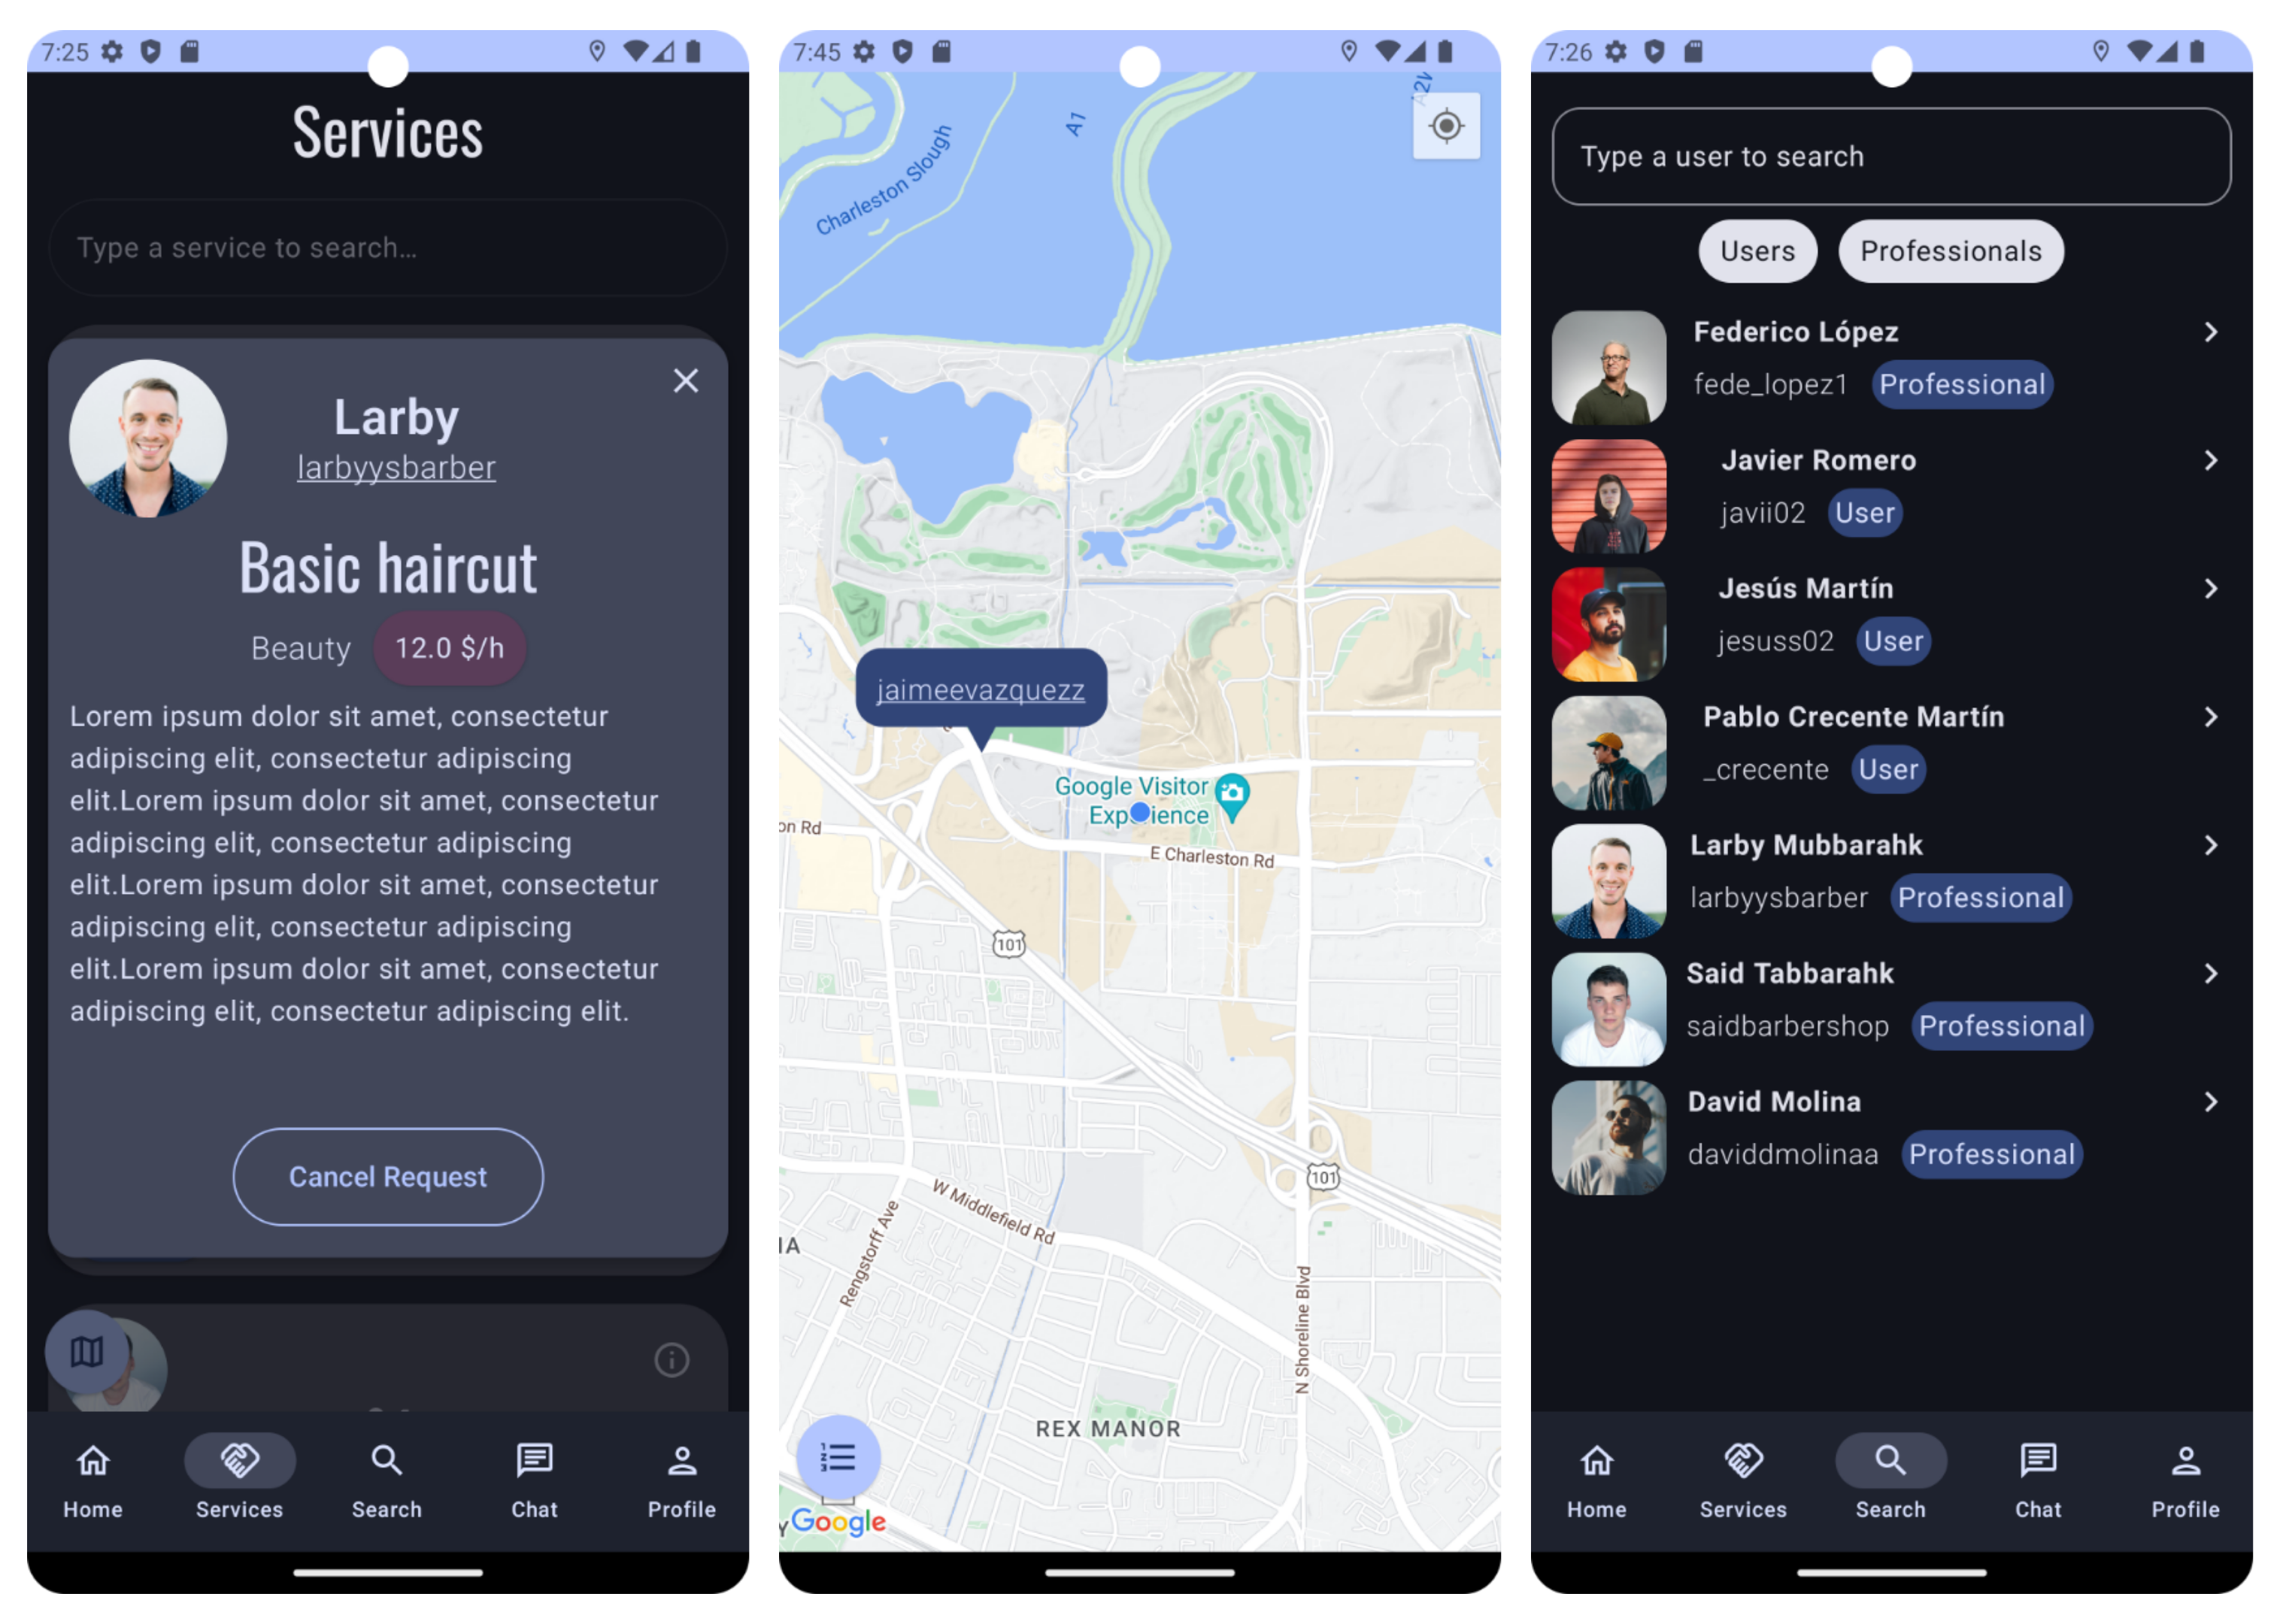 7:25
Services
Type a service to search...
Larby
larbyysbarber
Basic haircut
Beauty 12.0 $/h
Lorem ipsum dolor sit amet, consectetur
adipiscing elit, consectetur adipiscing
elit.Lorem ipsum dolor sit amet, consectetur
adipiscing elit, consectetur adipiscing
elit.Lorem ipsum dolor sit amet, consectetur
adipiscing elit, consectetur adipiscing
elit.Lorem ipsum dolor sit amet, consectetur
adipiscing elit, consectetur adipiscing elit.
Cancel Request
Home Services Search Chat Profile
7:45
Charleston Slough
A1
jaimeevazquezz
Google Visitor
on Rd
E Charleston Rd
101
101
W Middlefield Rd
Rengstorff Ave
IA
N Shoreline Blvd
REX MANOR
Google
7:26
Type a user to search
Users Professionals
Federico López
fede_lopez1 Professional
Javier Romero
javii02 User
Jesús Martín
jesuss02 User
Pablo Crecente Martín
_crecente User
Larby Mubbarahk
larbyysbarber Professional
Said Tabbarahk
saidbarbershop Professional
David Molina
daviddmolinaa Professional
Home Services Search Chat Profile